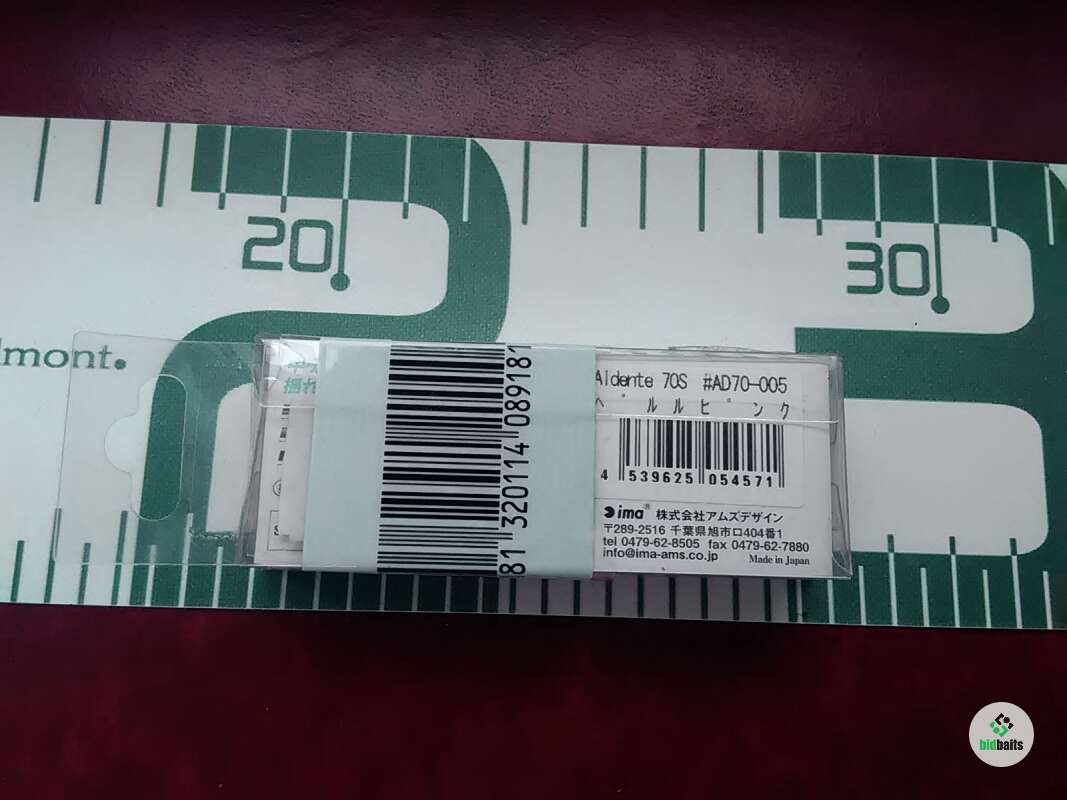 20
30
lmont.
Aldente 70S #AD70-005
ペールルピンク
4 539625 054571
81 320114 089181
ima®
株式会社アムズデザイン
〒289-2516 千葉県旭市ロ404番1
tel 0479-62-8505 fax 0479-62-7880
info@ima-ams.co.jp
Made in Japan
bidbaits